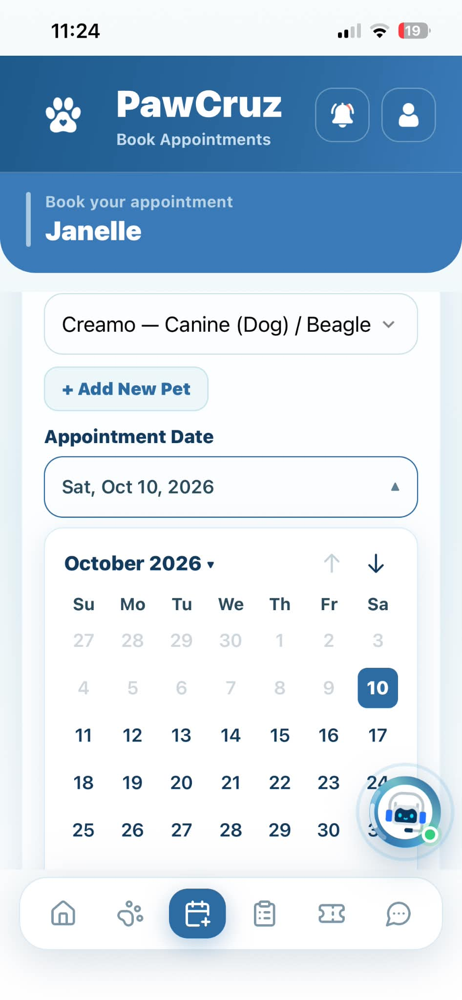 11:24
19
PawCruz
Book Appointments
Book your appointment
Janelle
Creamo — Canine (Dog) / Beagle
+ Add New Pet
Appointment Date
Sat, Oct 10, 2026
October 2026
Su Mo Tu We Th Fr Sa
27 28 29 30 1 2 3
4 5 6 7 8 9 10
11 12 13 14 15 16 17
18 19 20 21 22 23 24
25 26 27 28 29 30